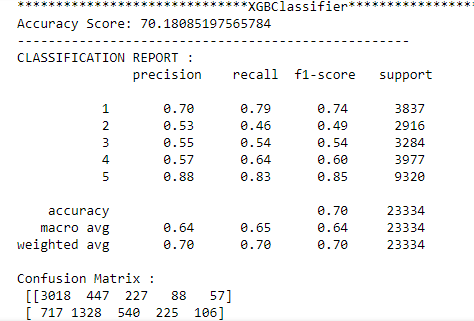 ******************************XGBClassifier******************
Accuracy Score: 70.18085197565784
--------------------------------------------------
CLASSIFICATION REPORT :
precision recall f1-score support
1 0.70 0.79 0.74 3837
2 0.53 0.46 0.49 2916
3 0.55 0.54 0.54 3284
4 0.57 0.64 0.60 3977
5 0.88 0.83 0.85 9320
accuracy 0.70 23334
macro avg 0.64 0.65 0.64 23334
weighted avg 0.70 0.70 0.70 23334
Confusion Matrix :
[[3018 447 227 88 57]
[ 717 1328 540 225 106]